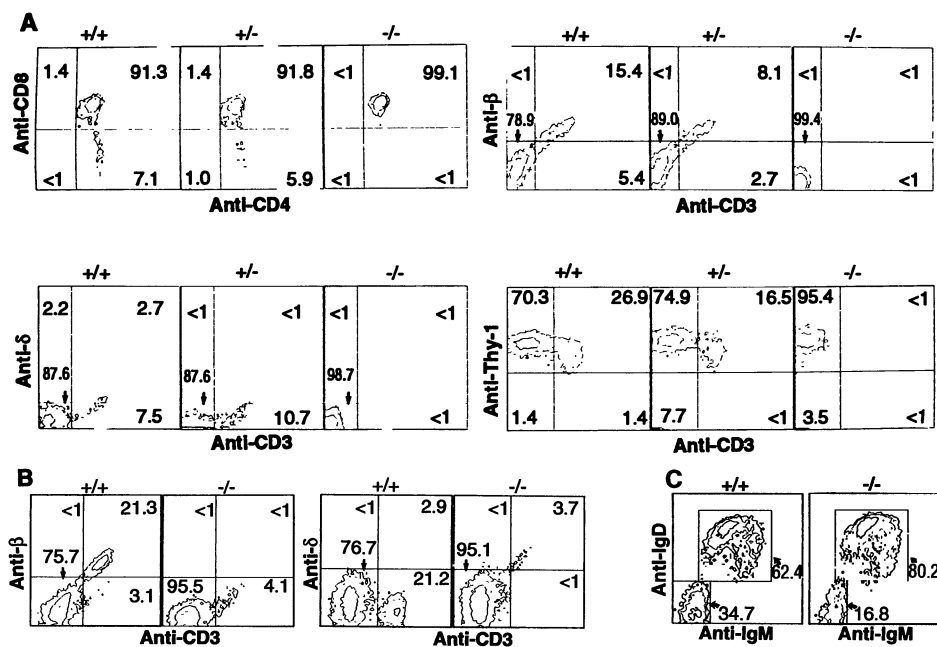 A
+/+ +/- -/-
1.4 91.3 1.4 91.8 <1 99.1
<1 7.1 1.0 5.9 <1 <1
Anti-CD8
Anti-CD4
+/+ +/- -/-
<1 15.4 <1 8.1 <1 <1
78.9 89.0 99.4
5.4 2.7 <1
Anti-β
Anti-CD3
+/+ +/- -/-
2.2 2.7 <1 <1 <1 <1
87.6 87.6 98.7
7.5 10.7 <1
Anti-δ
Anti-CD3
+/+ +/- -/-
70.3 26.9 74.9 16.5 95.4 <1
1.4 1.4 7.7 <1 3.5 <1
Anti-Thy-1
Anti-CD3
B
+/+ -/-
<1 21.3 <1 <1
75.7 3.1 95.5 4.1
Anti-β
Anti-CD3
+/+ -/-
<1 2.9 <1 3.7
76.7 21.2 95.1 <1
Anti-δ
Anti-CD3
C
+/+ -/-
62.4 80.2
34.7 16.8
Anti-IgD
Anti-IgM Anti-IgM